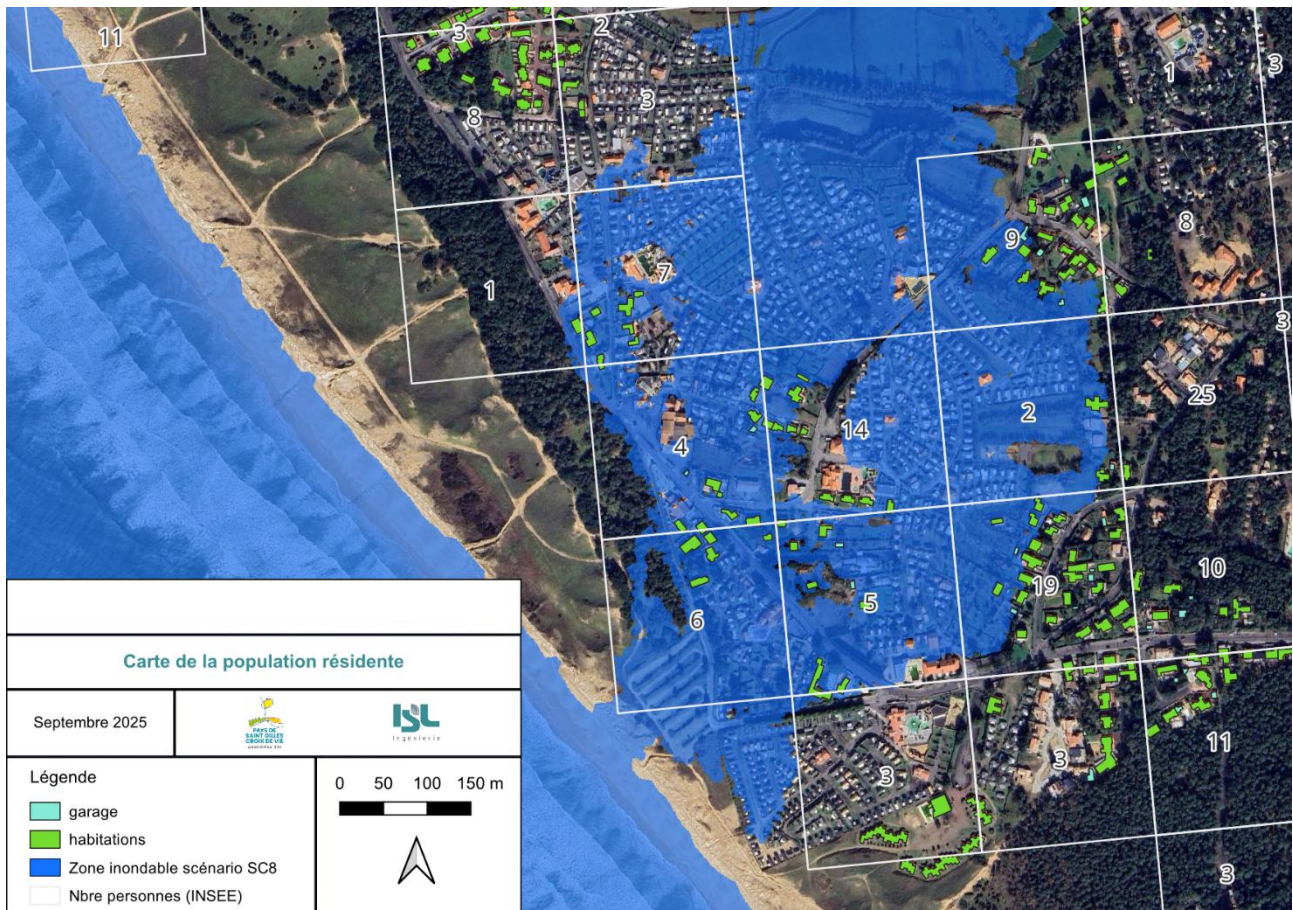 11
3
2
1
3
8
3
9
8
7
1
3
2
25
14
4
10
19
5
6
3
3
11
3
Carte de la population résidente
Septembre 2025
PAYS DE
SAINT GILLES
CROIX DE VIE
ISL
Ingénierie
Légende
garage
habitations
Zone inondable scénario SC8
Nbre personnes (INSEE)
0 50 100 150 m